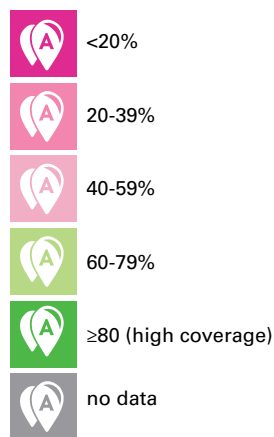 A <20%
A 20-39%
A 40-59%
A 60-79%
A ≥80 (high coverage)
A no data